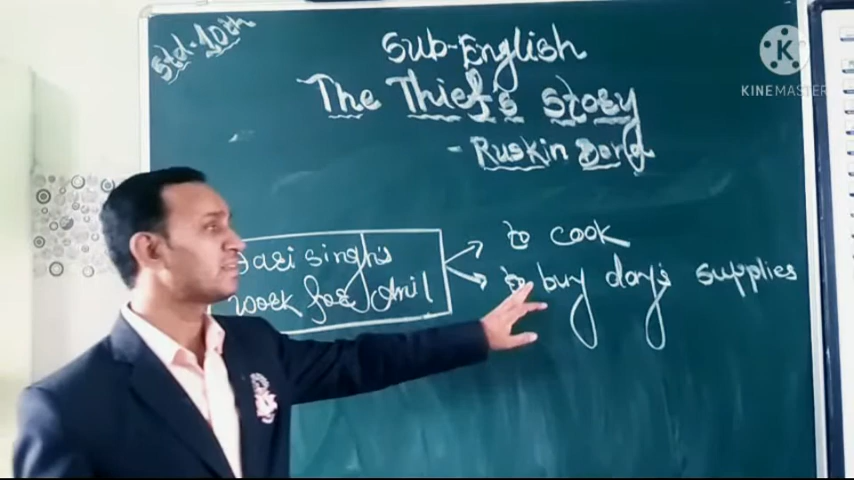 Std-10th
Sub-English
The Thief's Story
- Ruskin Bond
Hari Singh's
work for Anil
to cook
to buy day's supplies
KINEMASTER